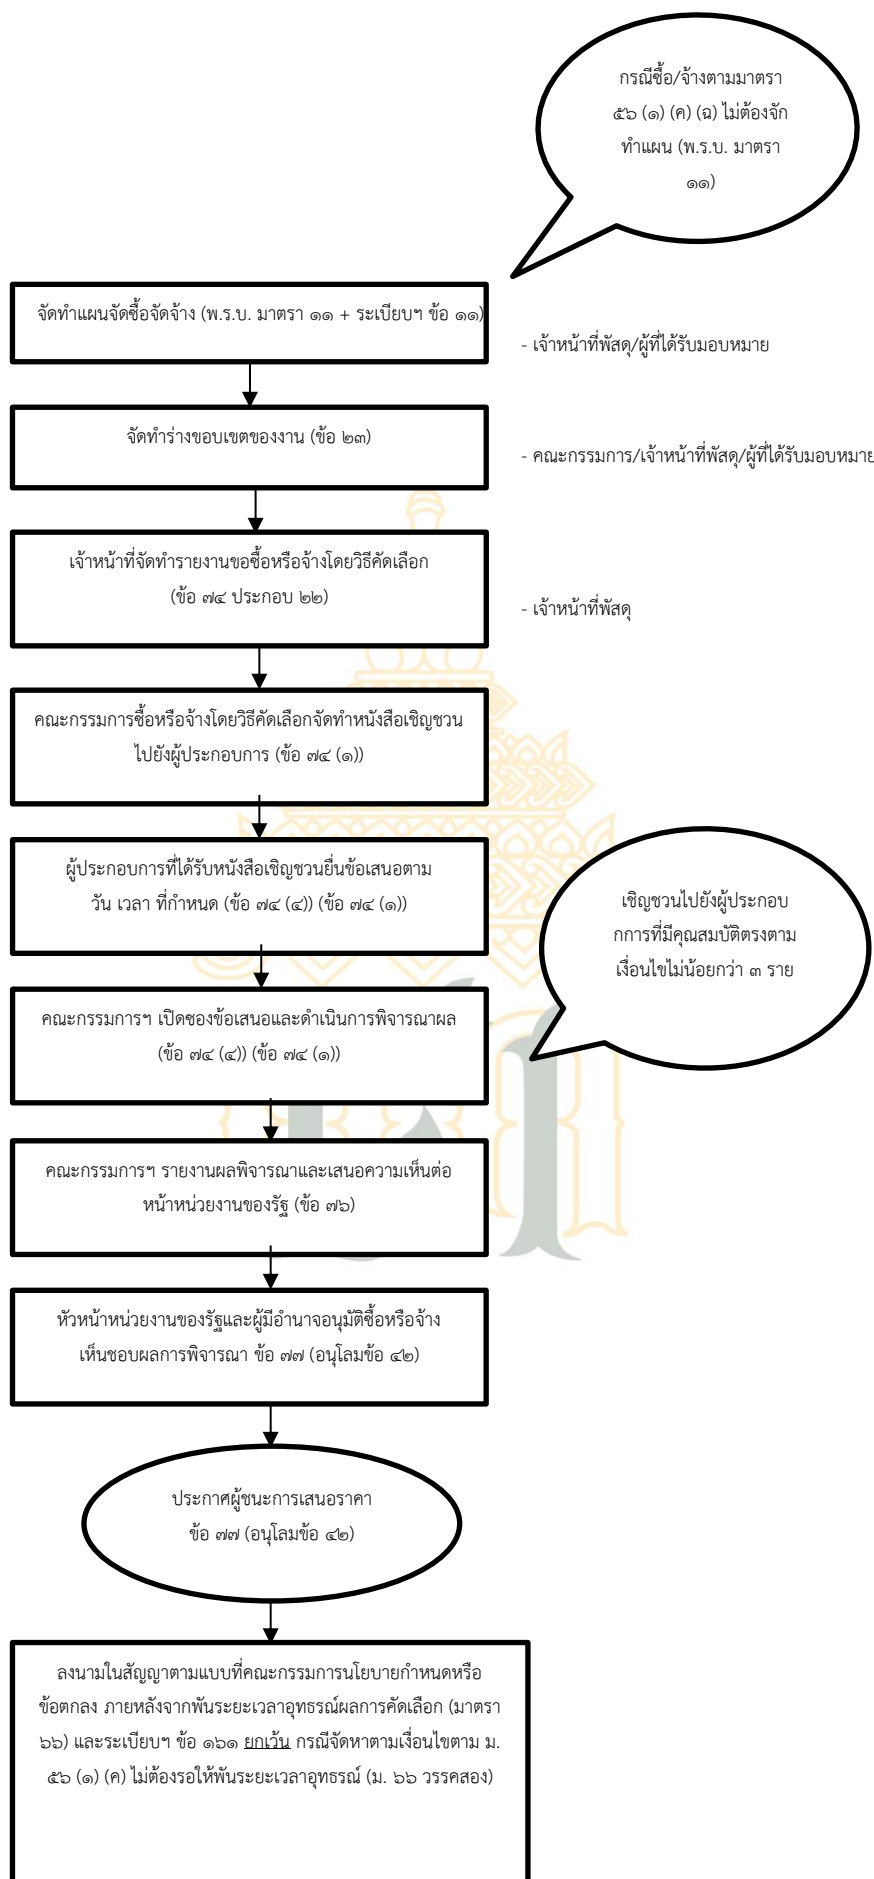 กรณีซื้อ/จ้างตามมาตรา
๕๖ (๑) (ค) (ฉ) ไม่ต้องจัก
ทำแผน (พ.ร.บ. มาตรา
๑๑)
จัดทำแผนจัดซื้อจัดจ้าง (พ.ร.บ. มาตรา ๑๑ + ระเบียบฯ ข้อ ๑๑)
- เจ้าหน้าที่พัสดุ/ผู้ที่ได้รับมอบหมาย
จัดทำร่างขอบเขตของงาน (ข้อ ๒๓)
- คณะกรรมการ/เจ้าหน้าที่พัสดุ/ผู้ที่ได้รับมอบหมาย
เจ้าหน้าที่จัดทำรายงานขอซื้อหรือจ้างโดยวิธีคัดเลือก
(ข้อ ๗๔ ประกอบ ๒๒)
- เจ้าหน้าที่พัสดุ
คณะกรรมการซื้อหรือจ้างโดยวิธีคัดเลือกจัดทำหนังสือเชิญชวน
ไปยังผู้ประกอบการ (ข้อ ๗๔ (๑))
ผู้ประกอบการที่ได้รับหนังสือเชิญชวนยื่นข้อเสนอตาม
วัน เวลา ที่กำหนด (ข้อ ๗๔ (๔)) (ข้อ ๗๔ (๑))
เชิญชวนไปยังผู้ประกอบ
กการที่มีคุณสมบัติตรงตาม
เงื่อนไขไม่น้อยกว่า ๓ ราย
คณะกรรมการฯ เปิดซองข้อเสนอและดำเนินการพิจารณาผล
(ข้อ ๗๔ (๔)) (ข้อ ๗๔ (๑))
คณะกรรมการฯ รายงานผลพิจารณาและเสนอความเห็นต่อ
หน้าหน่วยงานของรัฐ (ข้อ ๗๖)
หัวหน้าหน่วยงานของรัฐและผู้มีอำนาจอนุมัติซื้อหรือจ้าง
เห็นชอบผลการพิจารณา ข้อ ๗๗ (อนุโลมข้อ ๔๒)
ประกาศผู้ชนะการเสนอราคา
ข้อ ๗๗ (อนุโลมข้อ ๔๒)
ลงนามในสัญญาตามแบบที่คณะกรรมการนโยบายกำหนดหรือ
ข้อตกลง ภายหลังจากพ้นระยะเวลาอุทธรณ์ผลการคัดเลือก (มาตรา
๖๖) และระเบียบฯ ข้อ ๑๖๑ ยกเว้น กรณีจัดหาตามเงื่อนไขตาม ม.
๕๖ (๑) (ค) ไม่ต้องรอให้พ้นระยะเวลาอุทธรณ์ (ม. ๖๖ วรรคสอง)